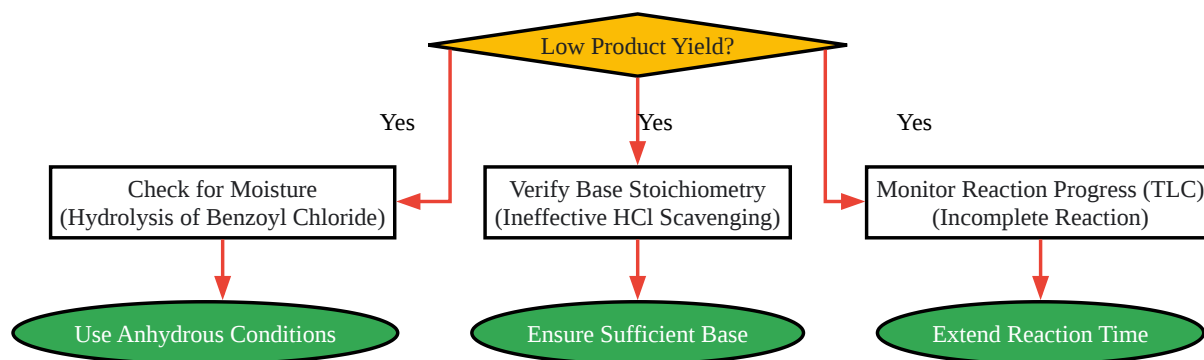 Low Product Yield?
Yes
Yes
Yes
Check for Moisture
(Hydrolysis of Benzoyl Chloride)
Verify Base Stoichiometry
(Ineffective HCl Scavenging)
Monitor Reaction Progress (TLC)
(Incomplete Reaction)
Use Anhydrous Conditions
Ensure Sufficient Base
Extend Reaction Time